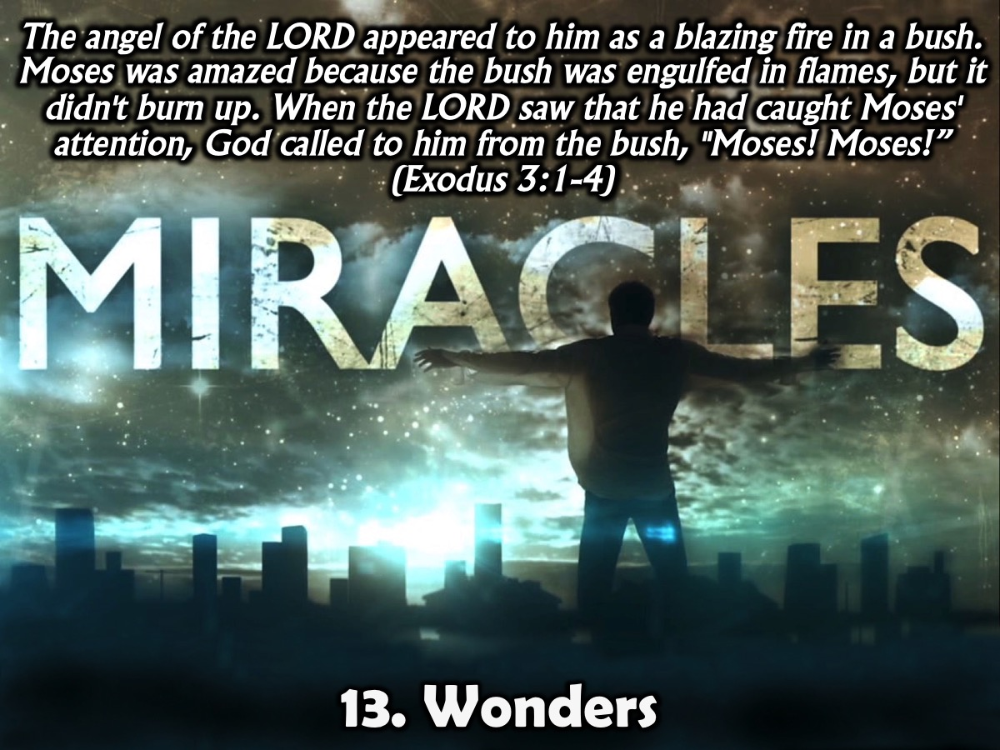 The angel of the LORD appeared to him as a blazing fire in a bush.
Moses was amazed because the bush was engulfed in flames, but it
didn't burn up. When the LORD saw that he had caught Moses'
attention, God called to him from the bush, "Moses! Moses!”
(Exodus 3:1-4)
MIRACLES
13. Wonders